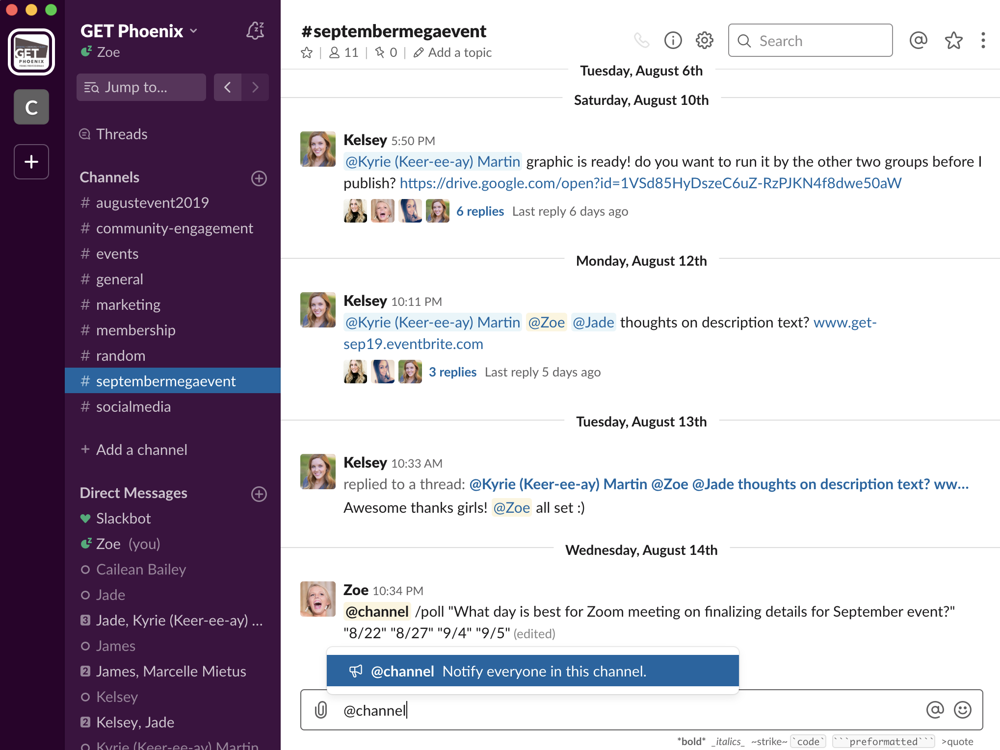 GET
PHOENIX
C
GET Phoenix
Zoe
Jump to...
Threads
Channels
# augustevent2019
# community-engagement
# events
# general
# marketing
# membership
# random
# septembermegaevent
# socialmedia
+ Add a channel
Direct Messages
Slackbot
Zoe (you)
Cailean Bailey
Jade
3 Jade, Kyrie (Keer-ee-ay) ...
James
2 James, Marcelle Mietus
Kelsey
2 Kelsey, Jade
Kyrie (Keer-ee-ay) Martin
#septembermegaevent
11 | 0 | Add a topic
Search
Tuesday, August 6th
Saturday, August 10th
Kelsey 5:50 PM
@Kyrie (Keer-ee-ay) Martin graphic is ready! do you want to run it by the other two groups before I
publish? https://drive.google.com/open?id=1VSd85HyDszeC6uZ-RzPJKN4f8dwe50aW
6 replies Last reply 6 days ago
Monday, August 12th
Kelsey 10:11 PM
@Kyrie (Keer-ee-ay) Martin @Zoe @Jade thoughts on description text? www.get-
sep19.eventbrite.com
3 replies Last reply 5 days ago
Tuesday, August 13th
Kelsey 10:33 AM
replied to a thread: @Kyrie (Keer-ee-ay) Martin @Zoe @Jade thoughts on description text? ww...
Awesome thanks girls! @Zoe all set :)
Wednesday, August 14th
Zoe 10:34 PM
@channel /poll "What day is best for Zoom meeting on finalizing details for September event?"
"8/22" "8/27" "9/4" "9/5" (edited)
@channel Notify everyone in this channel.
@channel
*bold* _italics_ ~strike~ `code` ```preformatted``` >quote